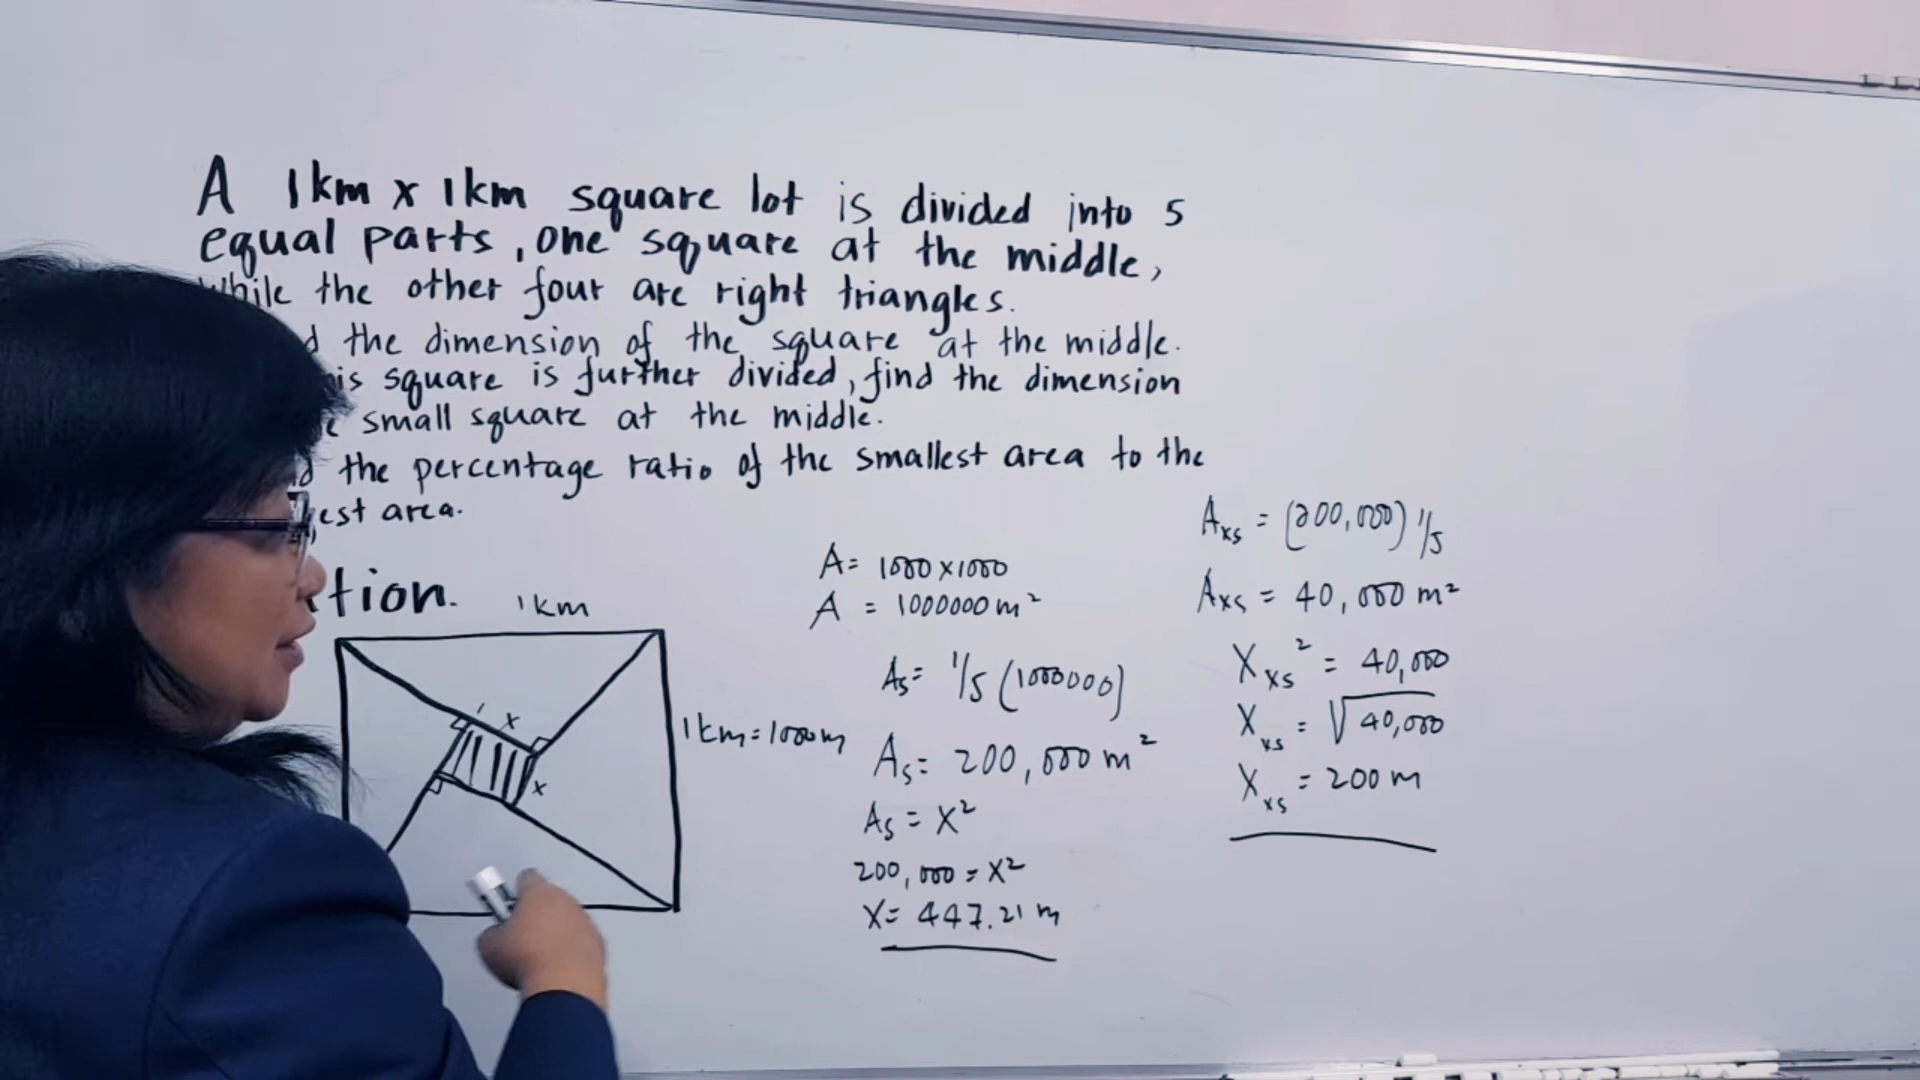 A 1km x 1km square lot is divided into 5
equal parts, one square at the middle,
while the other four are right triangles.
the dimension of the square at the middle.
is square is further divided, find the dimension
small square at the middle.
the percentage ratio of the smallest area to the
est area.
tion.
1km
x
x
1km = 1000m
A = 1000 x 1000
A = 1000000 m²
As = 1/5 (1000000)
As = 200,000 m²
As = x²
200,000 = x²
x = 447.21 m
Axs = (200,000) 1/5
Axs = 40,000 m²
Xxs² = 40,000
Xxs = √40,000
Xxs = 200 m